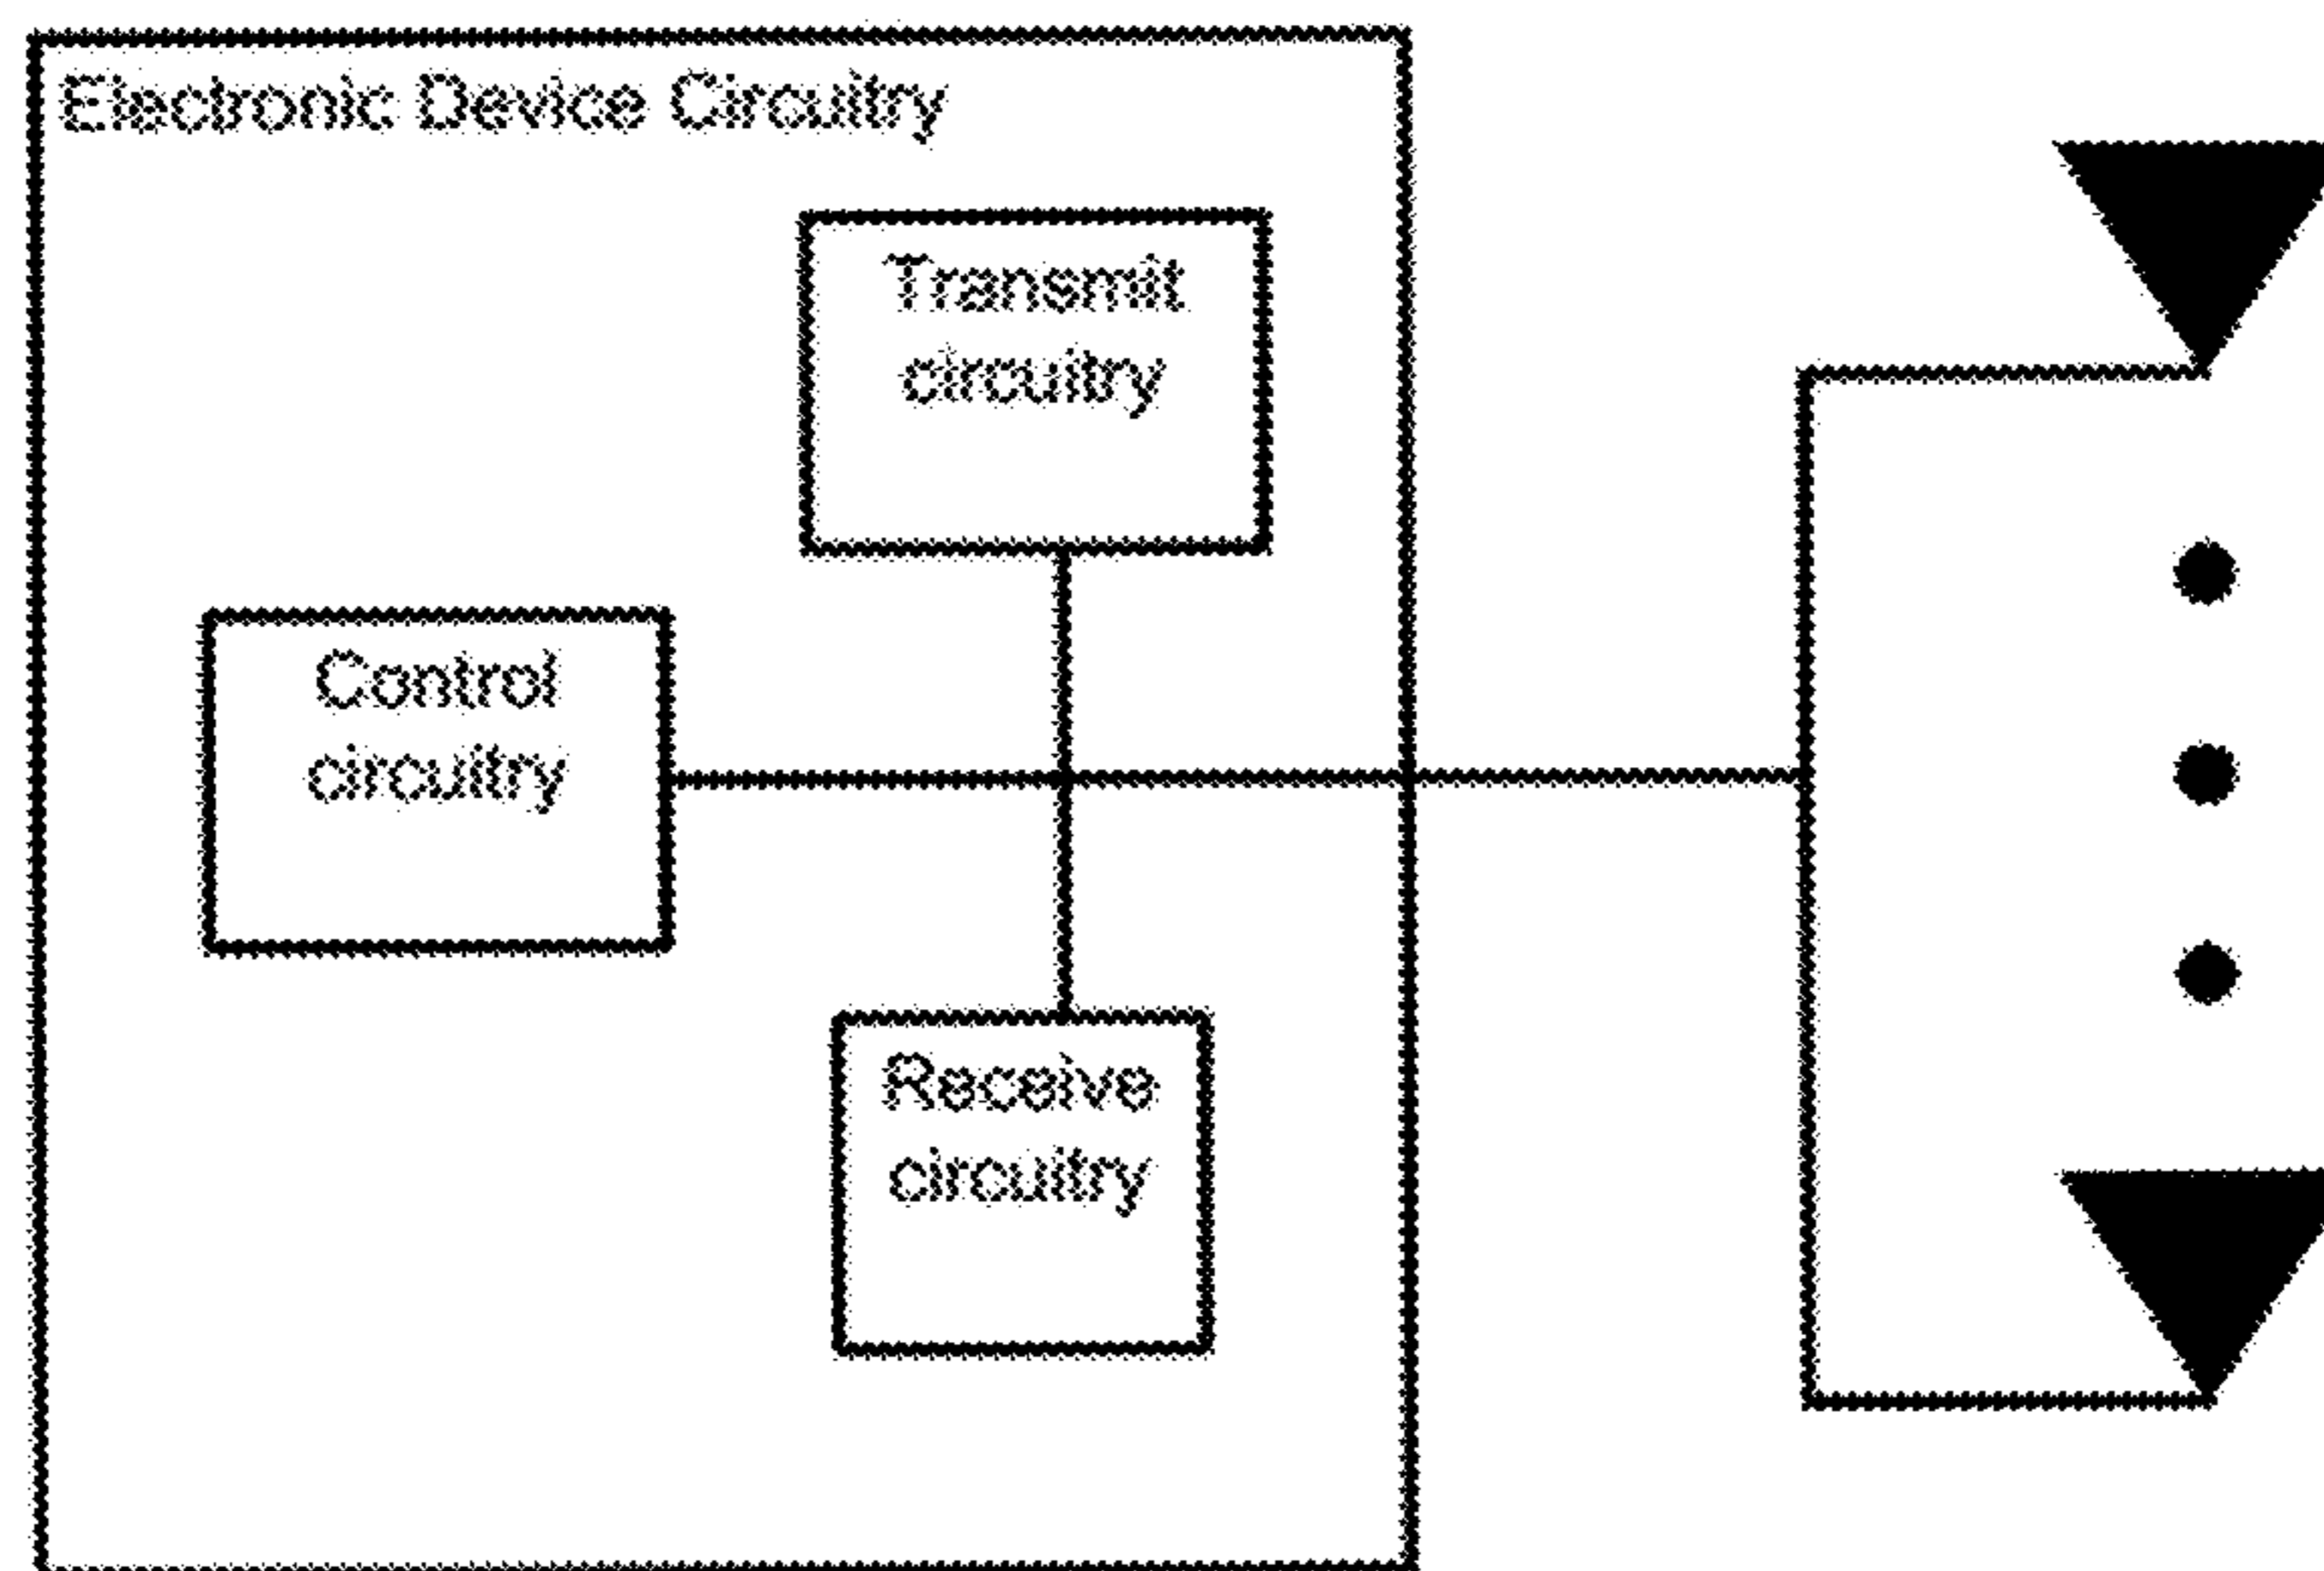 Electronic Device Circuitry
Transmit
circuitry
Control
circuitry
Receive
circuitry